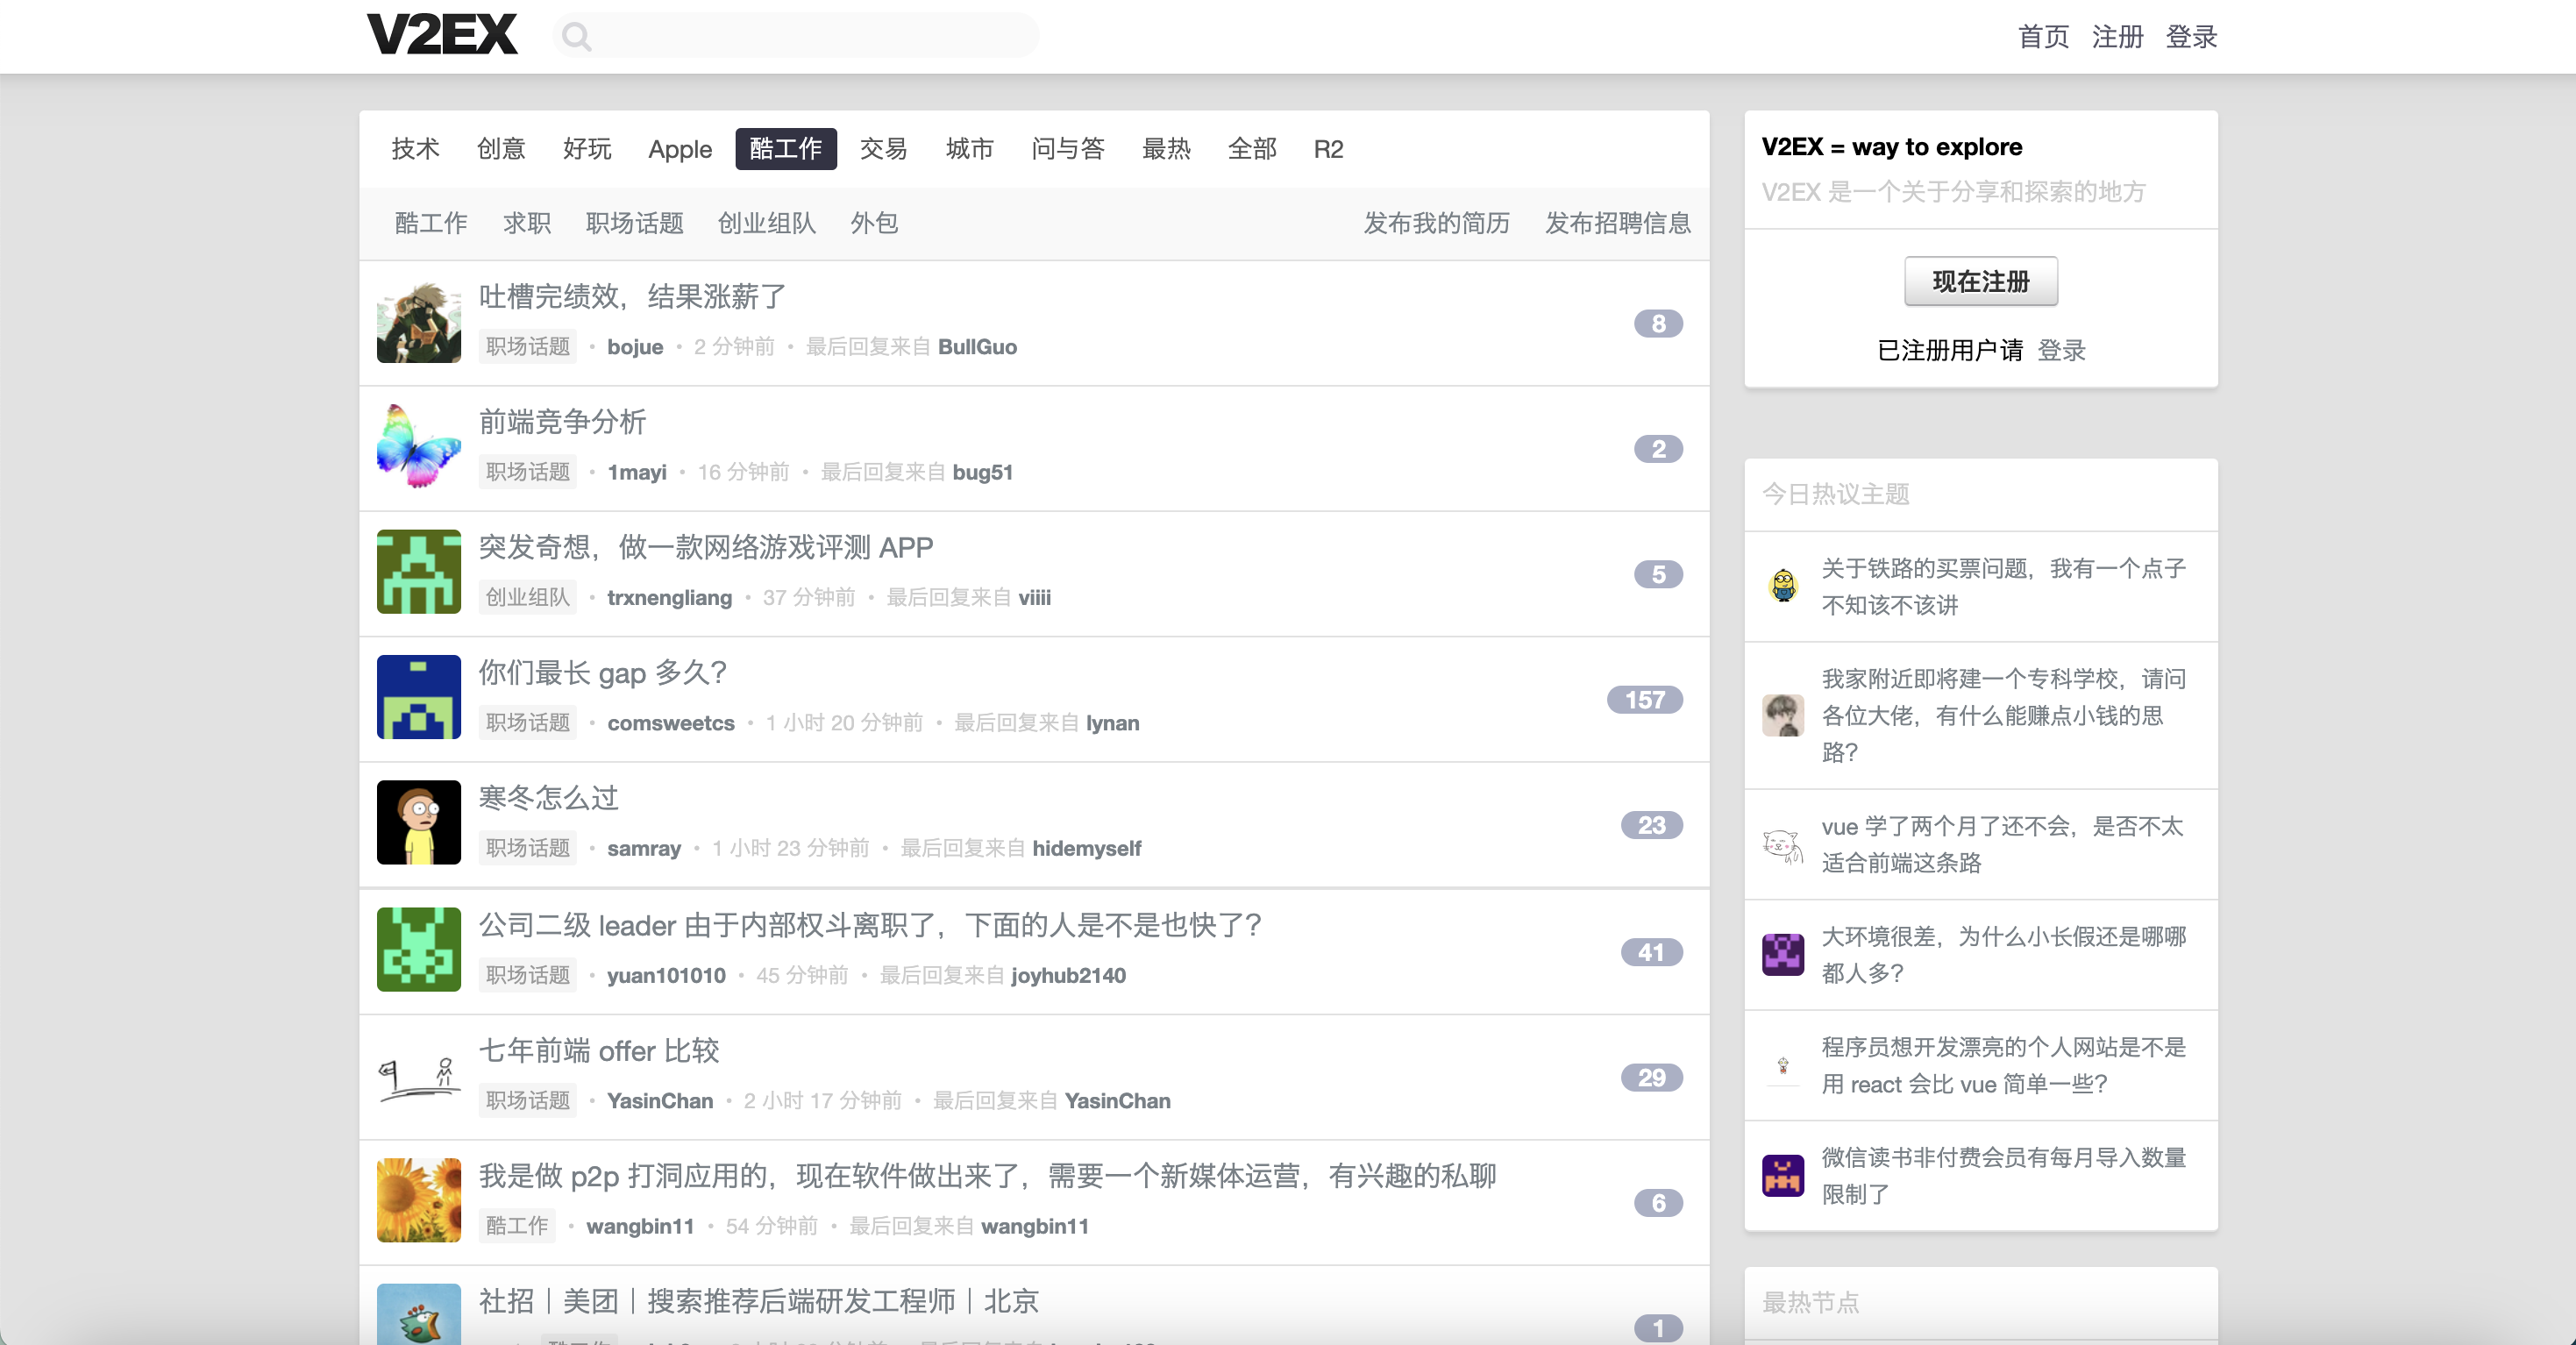 V2EX
首页 注册 登录
技术 创意 好玩 Apple 酷工作 交易 城市 问与答 最热 全部 R2
酷工作 求职 职场话题 创业组队 外包 发布我的简历 发布招聘信息
吐槽完绩效，结果涨薪了
职场话题 • bojue • 2 分钟前 • 最后回复来自 BullGuo
8
前端竞争分析
职场话题 • 1mayi • 16 分钟前 • 最后回复来自 bug51
2
突发奇想，做一款网络游戏评测 APP
创业组队 • trxnengliang • 37 分钟前 • 最后回复来自 viiii
5
你们最长 gap 多久？
职场话题 • comsweetcs • 1 小时 20 分钟前 • 最后回复来自 lynan
157
寒冬怎么过
职场话题 • samray • 1 小时 23 分钟前 • 最后回复来自 hidemyself
23
公司二级 leader 由于内部权斗离职了，下面的人是不是也快了？
职场话题 • yuan101010 • 45 分钟前 • 最后回复来自 joyhub2140
41
七年前端 offer 比较
职场话题 • YasinChan • 2 小时 17 分钟前 • 最后回复来自 YasinChan
29
我是做 p2p 打洞应用的，现在软件做出来了，需要一个新媒体运营，有兴趣的私聊
酷工作 • wangbin11 • 54 分钟前 • 最后回复来自 wangbin11
6
社招｜美团｜搜索推荐后端研发工程师｜北京
1
V2EX = way to explore
V2EX 是一个关于分享和探索的地方
现在注册
已注册用户请 登录
今日热议主题
关于铁路的买票问题，我有一个点子
不知该不该讲
我家附近即将建一个专科学校，请问
各位大佬，有什么能赚点小钱的思
路？
vue 学了两个月了还不会，是否不太
适合前端这条路
大环境很差，为什么小长假还是哪哪
都人多？
程序员想开发漂亮的个人网站是不是
用 react 会比 vue 简单一些？
微信读书非付费会员有每月导入数量
限制了
最热节点